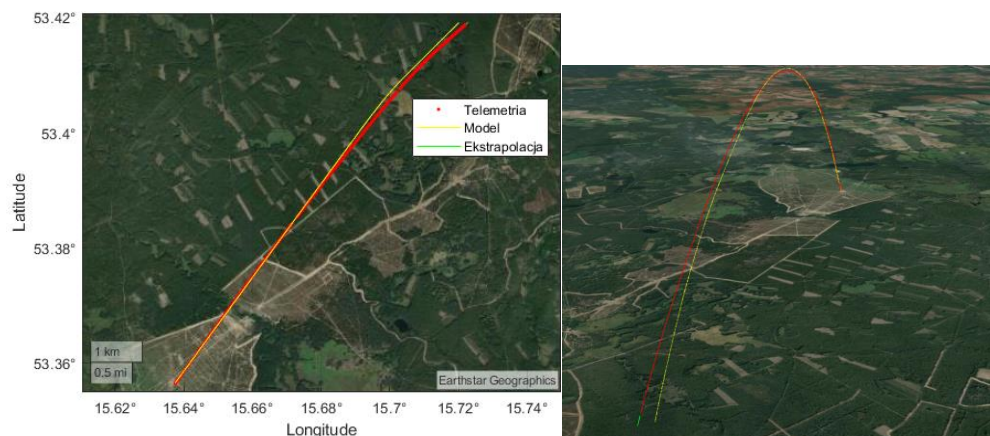 53.42°
53.4°
53.38°
53.36°
Latitude
Telemetria
Model
Ekstrapolacja
1 km
0,5 mi
Earthstar Geographics
15.62° 15.64° 15.66° 15.68° 15.7° 15.72° 15.74°
Longitude